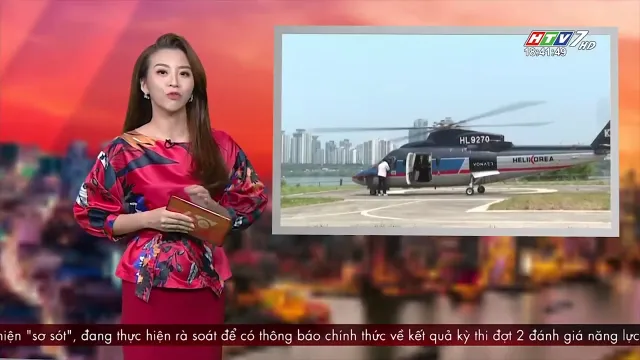 HTV7 HD
18:41:49
HL9270
HELIKOREA
hiện "sơ sót", đang thực hiện rà soát để có thông báo chính thức về kết quả kỳ thi đợt 2 đánh giá năng lực